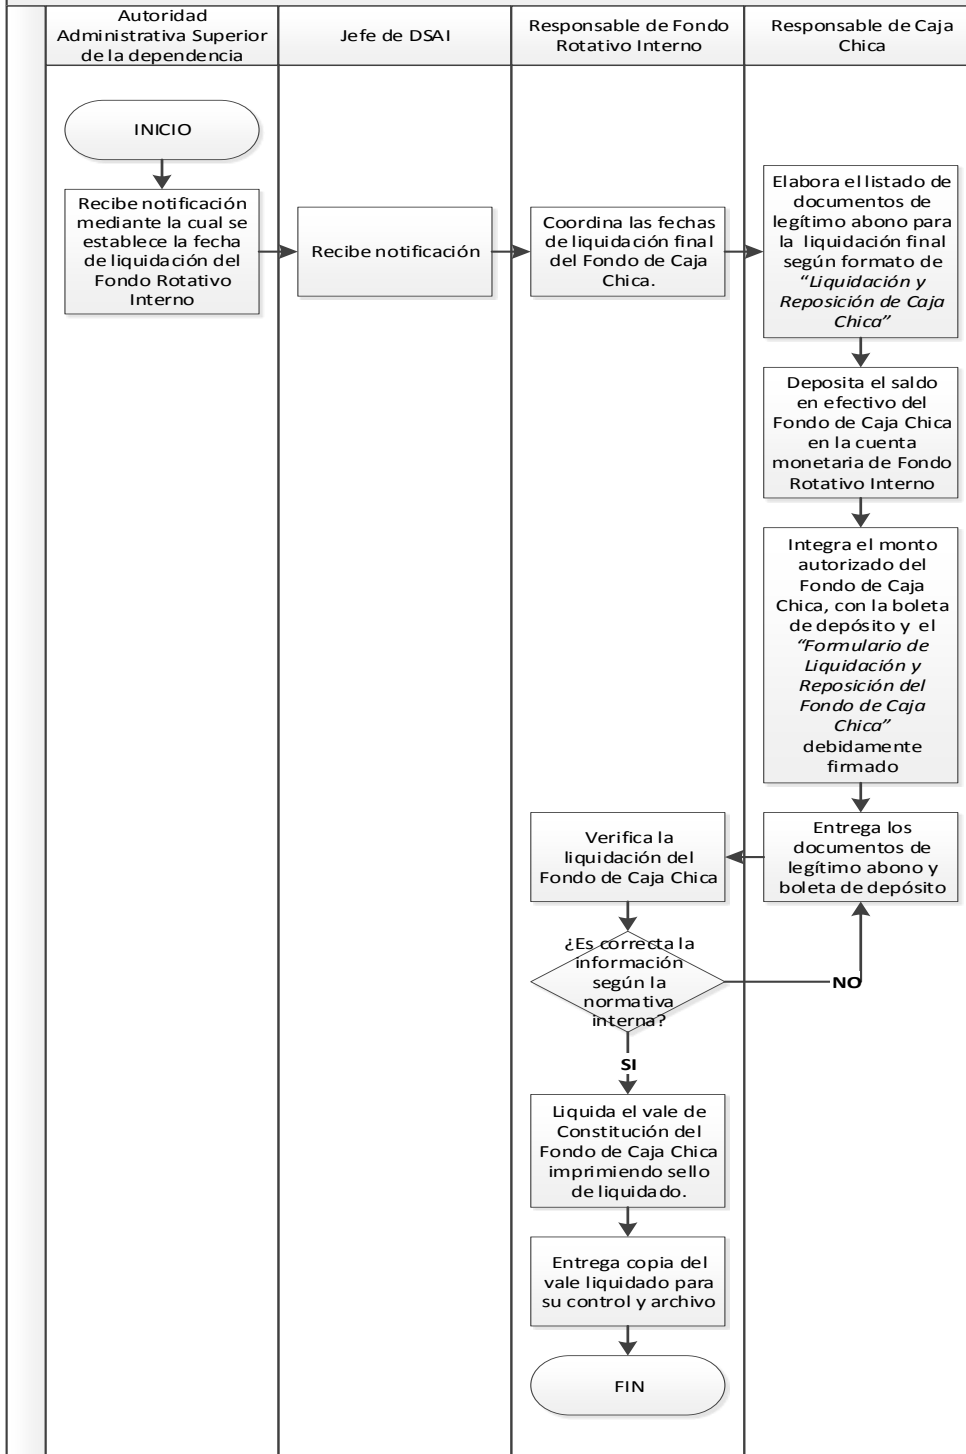 Autoridad
Administrativa Superior
de la dependencia
Jefe de DSAI
Responsable de Fondo
Rotativo Interno
Responsable de Caja
Chica
INICIO
Recibe notificación
mediante la cual se
establece la fecha
de liquidación del
Fondo Rotativo
Interno
Recibe notificación
Coordina las fechas
de liquidación final
del Fondo de Caja
Chica.
Elabora el listado de
documentos de
legítimo abono para
la liquidación final
según formato de
“Liquidación y
Reposición de Caja
Chica”
Deposita el saldo
en efectivo del
Fondo de Caja Chica
en la cuenta
monetaria de Fondo
Rotativo Interno
Integra el monto
autorizado del
Fondo de Caja
Chica, con la boleta
de depósito y el
“Formulario de
Liquidación y
Reposición del
Fondo de Caja
Chica”
debidamente
firmado
Entrega los
documentos de
legítimo abono y
boleta de depósito
Verifica la
liquidación del
Fondo de Caja Chica
¿Es correcta la
información
según la
normativa
interna?
NO
SI
Liquida el vale de
Constitución del
Fondo de Caja Chica
imprimiendo sello
de liquidado.
Entrega copia del
vale liquidado para
su control y archivo
FIN